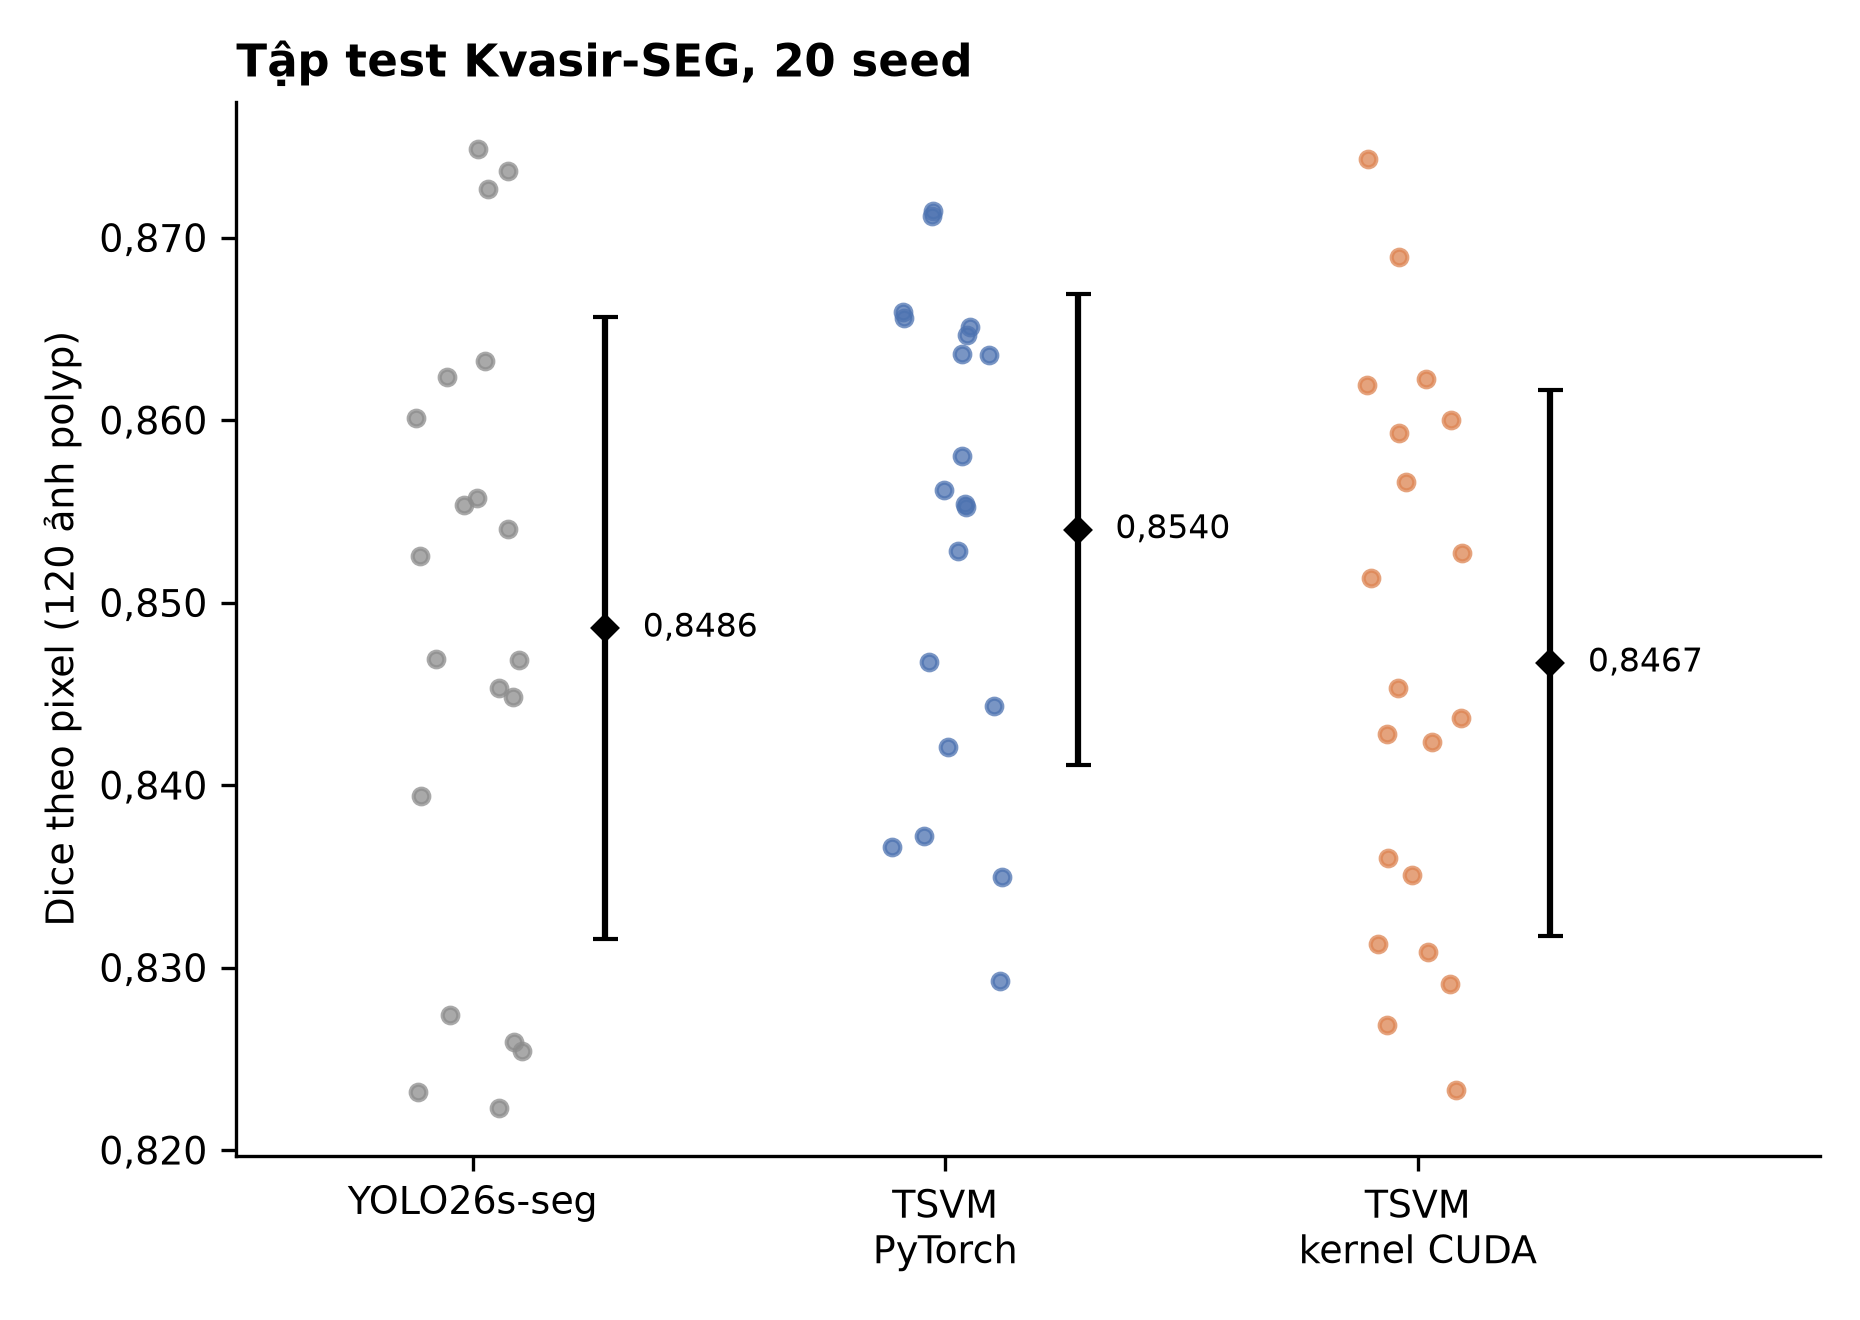 Tập test Kvasir-SEG, 20 seed
Dice theo pixel (120 ảnh polyp)
0,870
0,860
0,850
0,840
0,830
0,820
0,8486
0,8540
0,8467
YOLO26s-seg
TSVM
PyTorch
TSVM
kernel CUDA